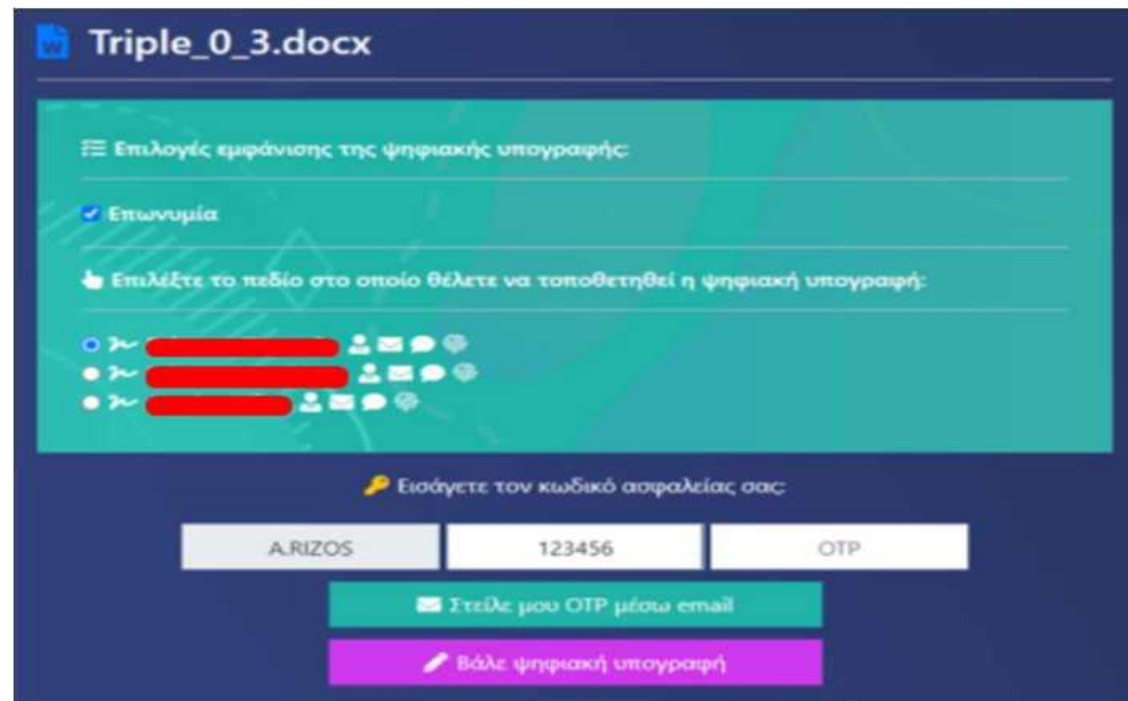 Triple_0_3.docx
Επιλογές εμφάνισης της ψηφιακής υπογραφής:
Επωνυμία
Επιλέξτε το πεδίο στο οποίο θέλετε να τοποθετηθεί η ψηφιακή υπογραφή:
Εισάγετε τον κωδικό ασφαλείας σας:
A.RIZOS 123456 OTP
Στείλε μου OTP μέσω email
Βάλε ψηφιακή υπογραφή